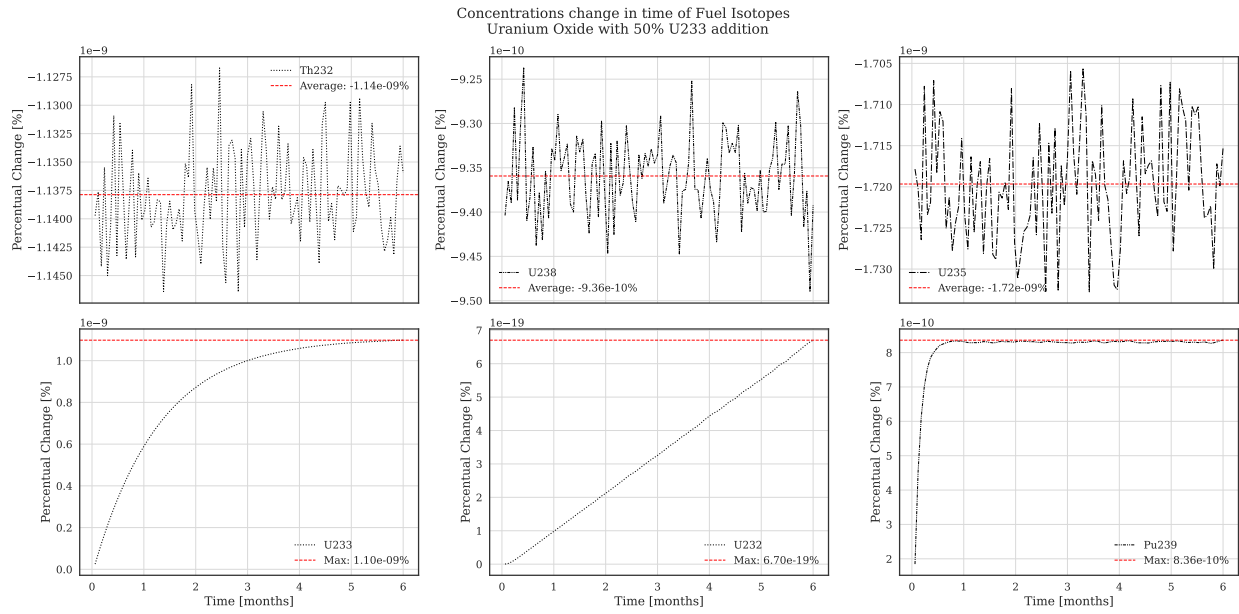 Concentrations change in time of Fuel Isotopes
Uranium Oxide with 50% U233 addition
1e−9
Percentual Change [%]
−1.1275
−1.1300
−1.1325
−1.1350
−1.1375
−1.1400
−1.1425
−1.1450
Th232
Average: -1.14e-09%
1e−10
Percentual Change [%]
−9.25
−9.30
−9.35
−9.40
−9.45
−9.50
U238
Average: -9.36e-10%
1e−9
Percentual Change [%]
−1.705
−1.710
−1.715
−1.720
−1.725
−1.730
U235
Average: -1.72e-09%
1e−9
Percentual Change [%]
1.0
0.8
0.6
0.4
0.2
0.0
U233
Max: 1.10e-09%
0 1 2 3 4 5 6
Time [months]
1e−19
Percentual Change [%]
7
6
5
4
3
2
1
0
U232
Max: 6.70e-19%
0 1 2 3 4 5 6
Time [months]
1e−10
Percentual Change [%]
8
7
6
5
4
3
2
Pu239
Max: 8.36e-10%
0 1 2 3 4 5 6
Time [months]